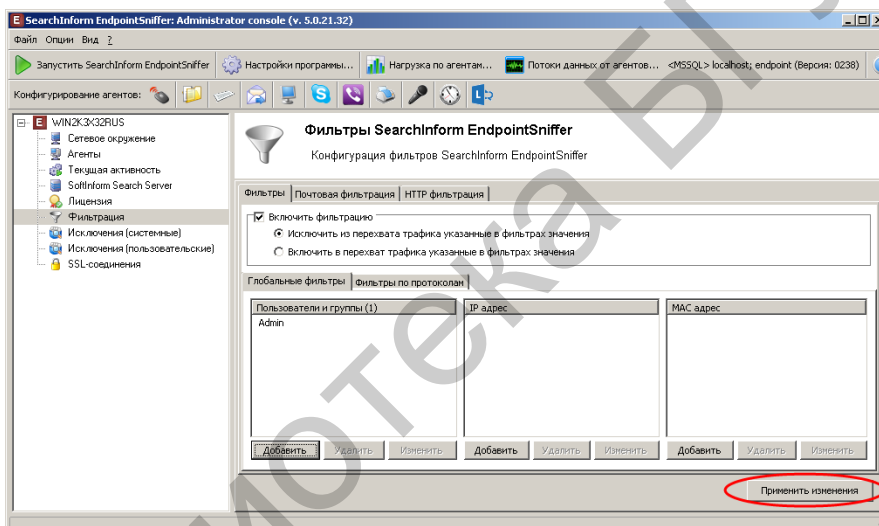 SearchInform EndpointSniffer: Administrator console (v. 5.0.21.32)
Файл Опции Вид ?
Запустить SearchInform EndpointSniffer Настройки программы... Нагрузка по агентам... Потоки данных от агентов... <MSSQL> localhost; endpoint (Версия: 0238)
Конфигурирование агентов:
WIN2K3X32RUS
Сетевое окружение
Агенты
Текущая активность
SoftInform Search Server
Лицензия
Фильтрация
Исключения (системные)
Исключения (пользовательские)
SSL-соединения
Фильтры SearchInform EndpointSniffer
Конфигурация фильтров SearchInform EndpointSniffer
Фильтры Почтовая фильтрация HTTP фильтрация
Включить фильтрацию
Исключить из перехвата трафика указанные в фильтрах значения
Включить в перехват трафика указанные в фильтрах значения
Глобальные фильтры Фильтры по протоколам
Пользователи и группы (1) IP адрес MAC адрес
Admin
Добавить Удалить Изменить Добавить Удалить Изменить Добавить Удалить Изменить
Применить изменения